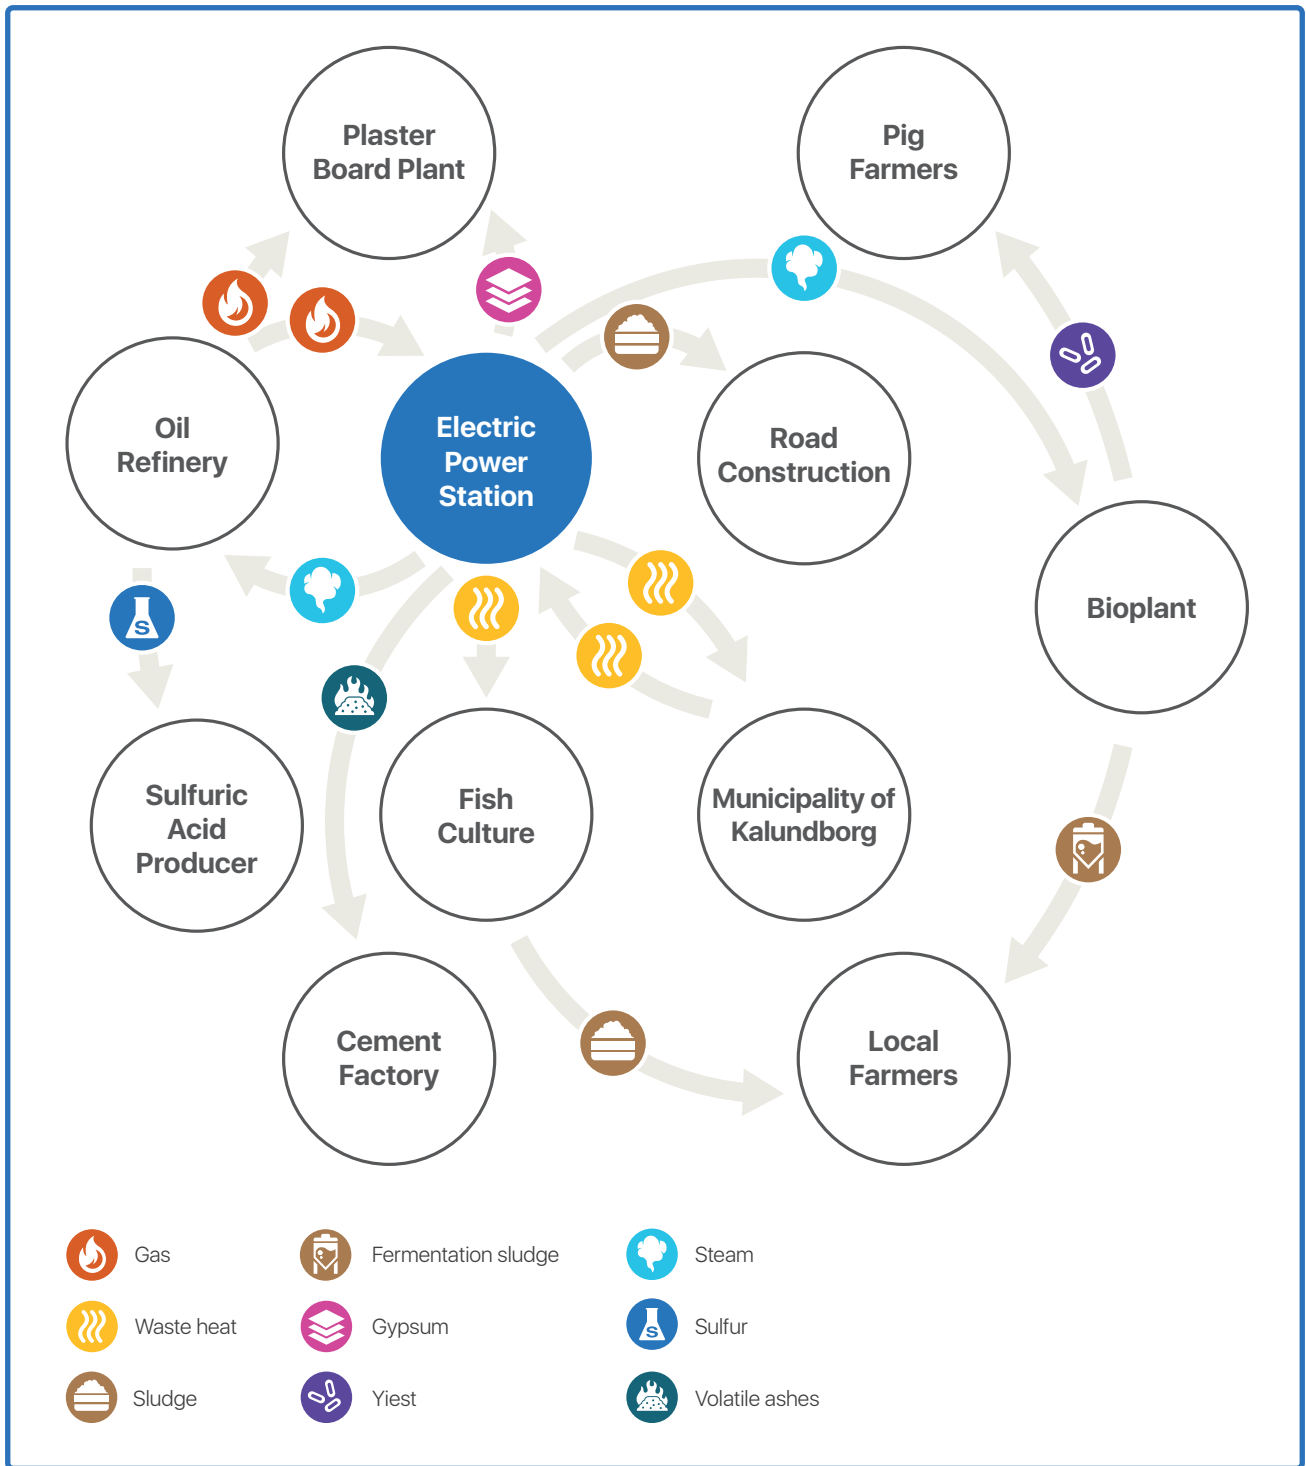 Plaster
Board Plant
Pig
Farmers
Oil
Refinery
Electric
Power
Station
Road
Construction
Bioplant
S
Sulfuric
Acid
Producer
Fish
Culture
Municipality of
Kalundborg
Cement
Factory
Local
Farmers
Gas
Fermentation sludge
Steam
Waste heat
Gypsum
S
Sulfur
Sludge
Yiest
Volatile ashes